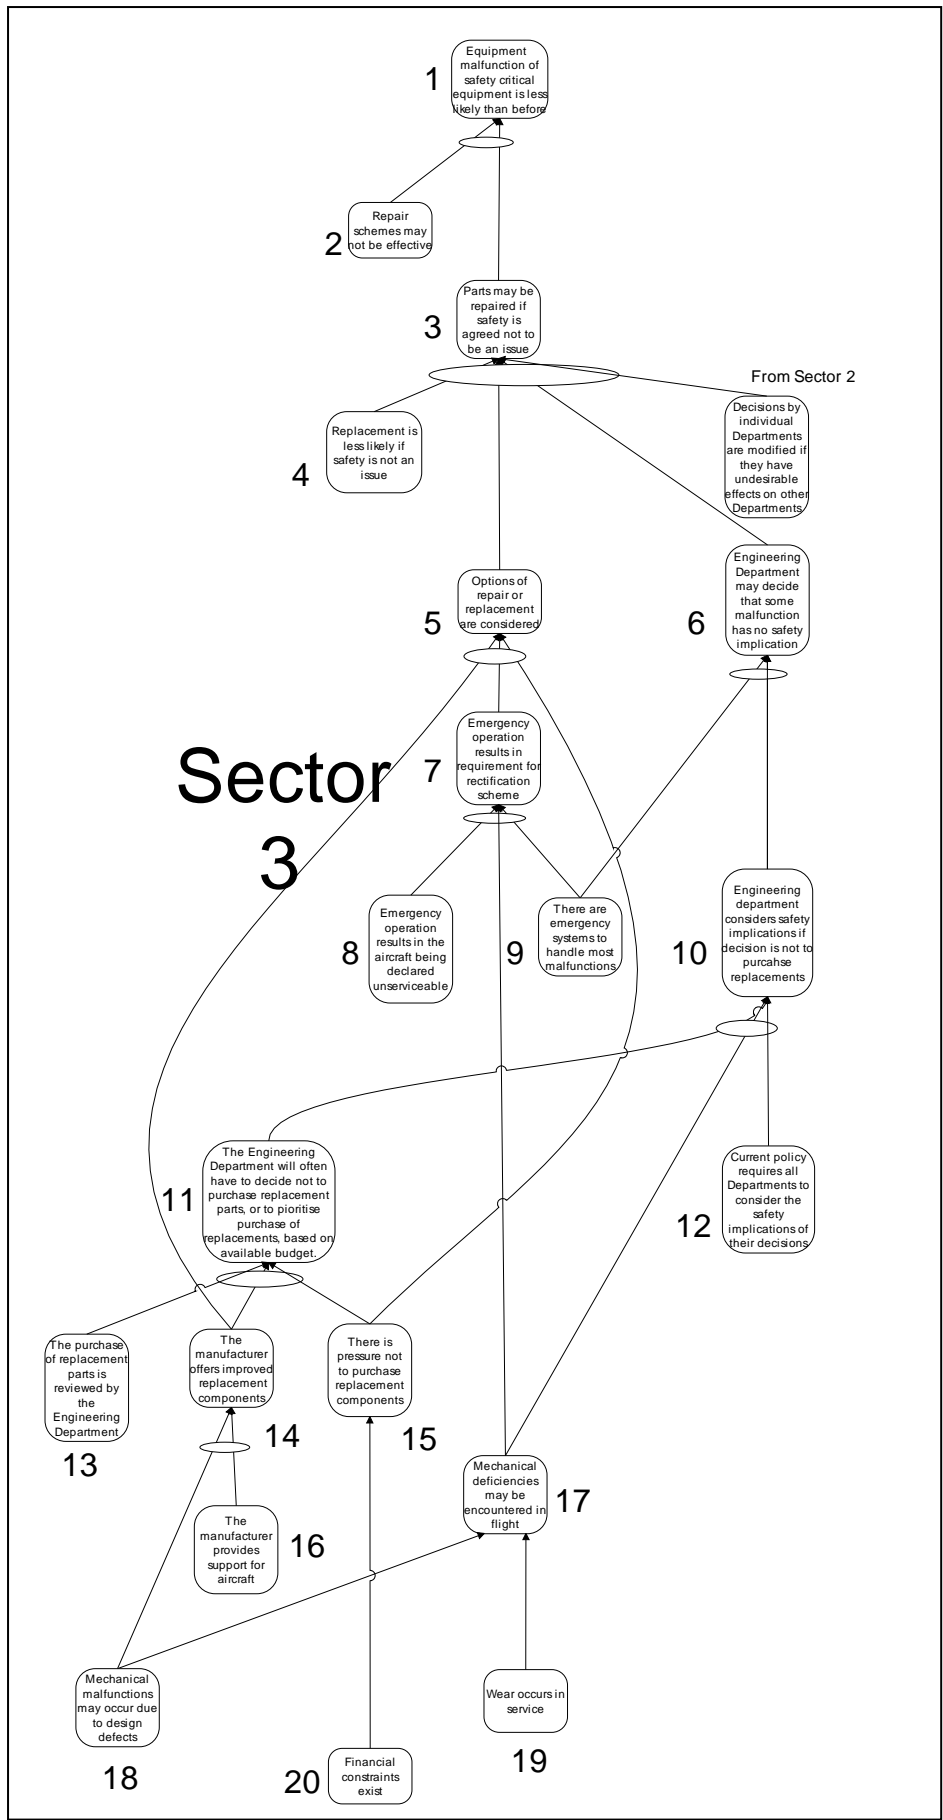 1
Equipment
malfunction of
safety critical
equipment is less
likely than before
2
Repair
schemes may
not be effective
3
Parts may be
repaired if
safety is
agreed not to
be an issue
From Sector 2
Decisions by
individual
Departments
are modified if
they have
undesirable
effects on other
Departments
4
Replacement is
less likely if
safety is not an
issue
5
Options of
repair or
replacement
are considered
6
Engineering
Department
may decide
that some
malfunction
has no safety
implication
Sector
3
7
Emergency
operation
results in
requirement for
rectification
scheme
8
Emergency
operation
results in the
aircraft being
declared
unserviceable
9
There are
emergency
systems to
handle most
malfunctions
10
Engineering
department
considers safety
implications if
decision is not to
purcahse
replacements
11
The Engineering
Department will often
have to decide not to
purchase replacement
parts, or to pioritise
purchase of
replacements, based on
available budget.
12
Current policy
requires all
Departments to
consider the
safety
implications of
their decisions
The purchase
of replacement
parts is
reviewed by
the
Engineering
Department
13
The
manufacturer
offers improved
replacement
components
14
There is
pressure not
to purchase
replacement
components
15
Mechanical
deficiencies
may be
encountered in
flight
17
The
manufacturer
provides
support for
aircraft
16
Mechanical
malfunctions
may occur due
to design
defects
18
Wear occurs in
service
19
20
Financial
constraints
exist